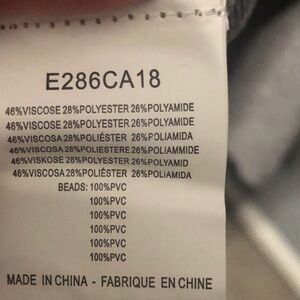 E286CA18
46%VISCOSE 28%POLYESTER 26%POLYAMIDE
46%VISCOSE 28%POLYESTER 26%POLYAMIDE
46%VISCOSA 28%POLIÉSTER 26%POLIAMIDA
46%VISCOSA 28%POLIESTERE 26%POLIAMMIDE
46%VISKOSE 28%POLYESTER 26%POLYAMID
46%VISCOSA 28%POLIÉSTER 26%POLIAMIDA
BEADS: 100%PVC
100%PVC
100%PVC
100%PVC
100%PVC
100%PVC
MADE IN CHINA - FABRIQUE EN CHINE